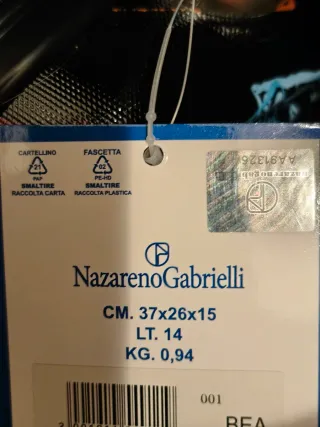 CARTELLINO
21
PAP
SMALTIRE
RACCOLTA CARTA
FASCETTA
02
PE-HD
SMALTIRE
RACCOLTA PLASTICA
AA91326
nazarenogab
NazarenoGabrielli
CM. 37x26x15
LT. 14
KG. 0,94
001
BEA